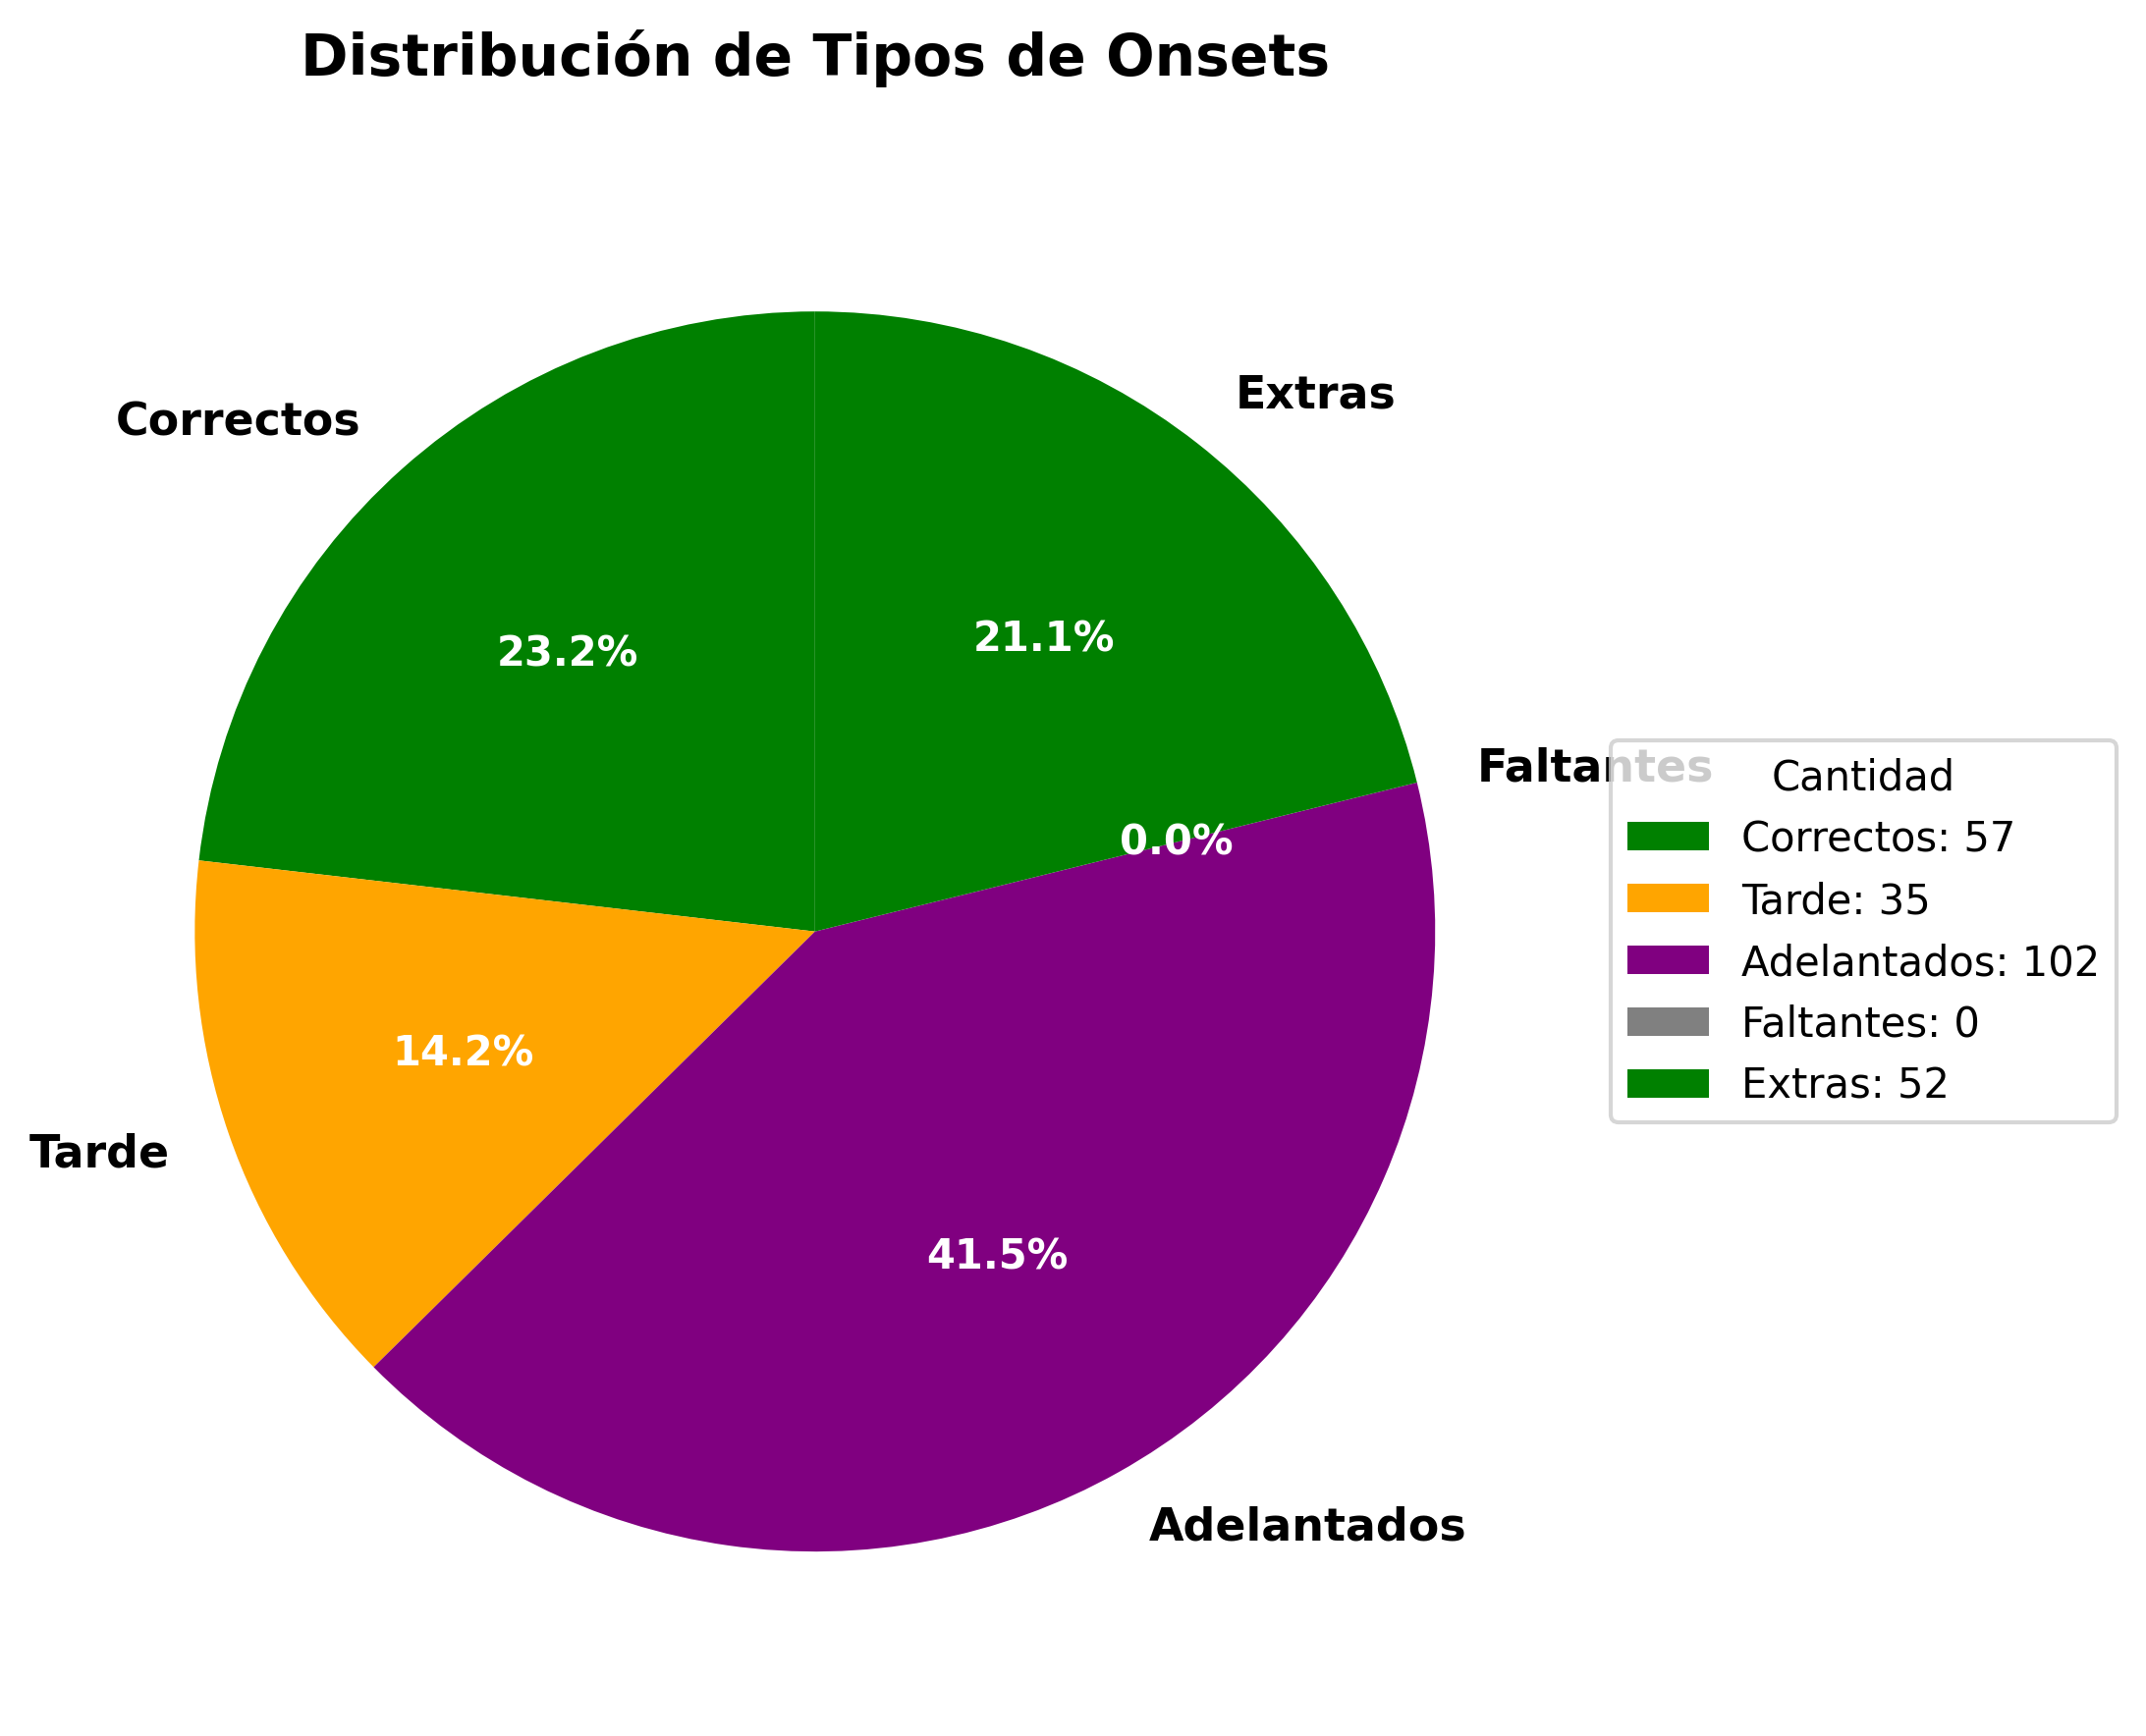 Distribución de Tipos de Onsets
Extras
Correctos
21.1%
23.2%
Faltantes
0.0%
14.2%
Tarde
41.5%
Adelantados
Cantidad
Correctos: 57
Tarde: 35
Adelantados: 102
Faltantes: 0
Extras: 52